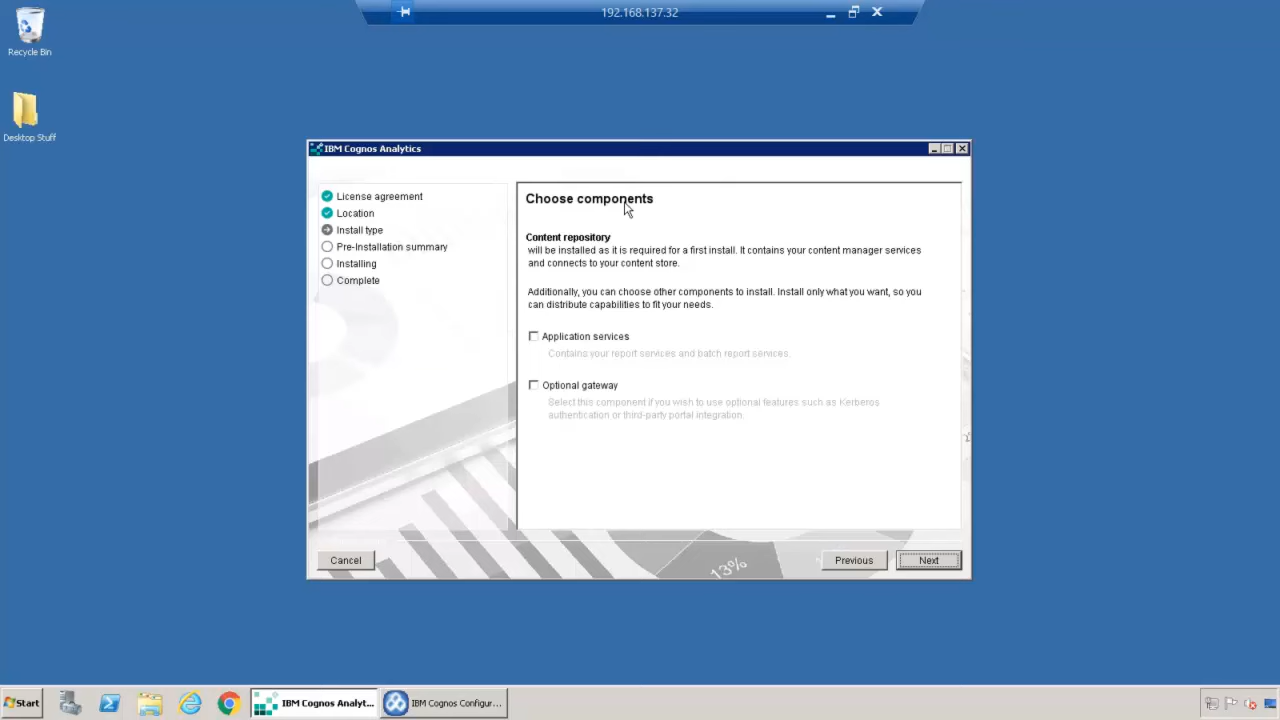 192.168.137.32
Recycle Bin
Desktop Stuff
IBM Cognos Analytics
License agreement
Location
Install type
Pre-Installation summary
Installing
Complete
Choose components
Content repository
will be installed as it is required for a first install. It contains your content manager services
and connects to your content store.
Additionally, you can choose other components to install. Install only what you want, so you
can distribute capabilities to fit your needs.
Application services
Contains your report services and batch report services.
Optional gateway
Select this component if you wish to use optional features such as Kerberos
authentication or third-party portal integration.
13%
Cancel
Previous
Next
Start
IBM Cognos Analyt...
IBM Cognos Configur...